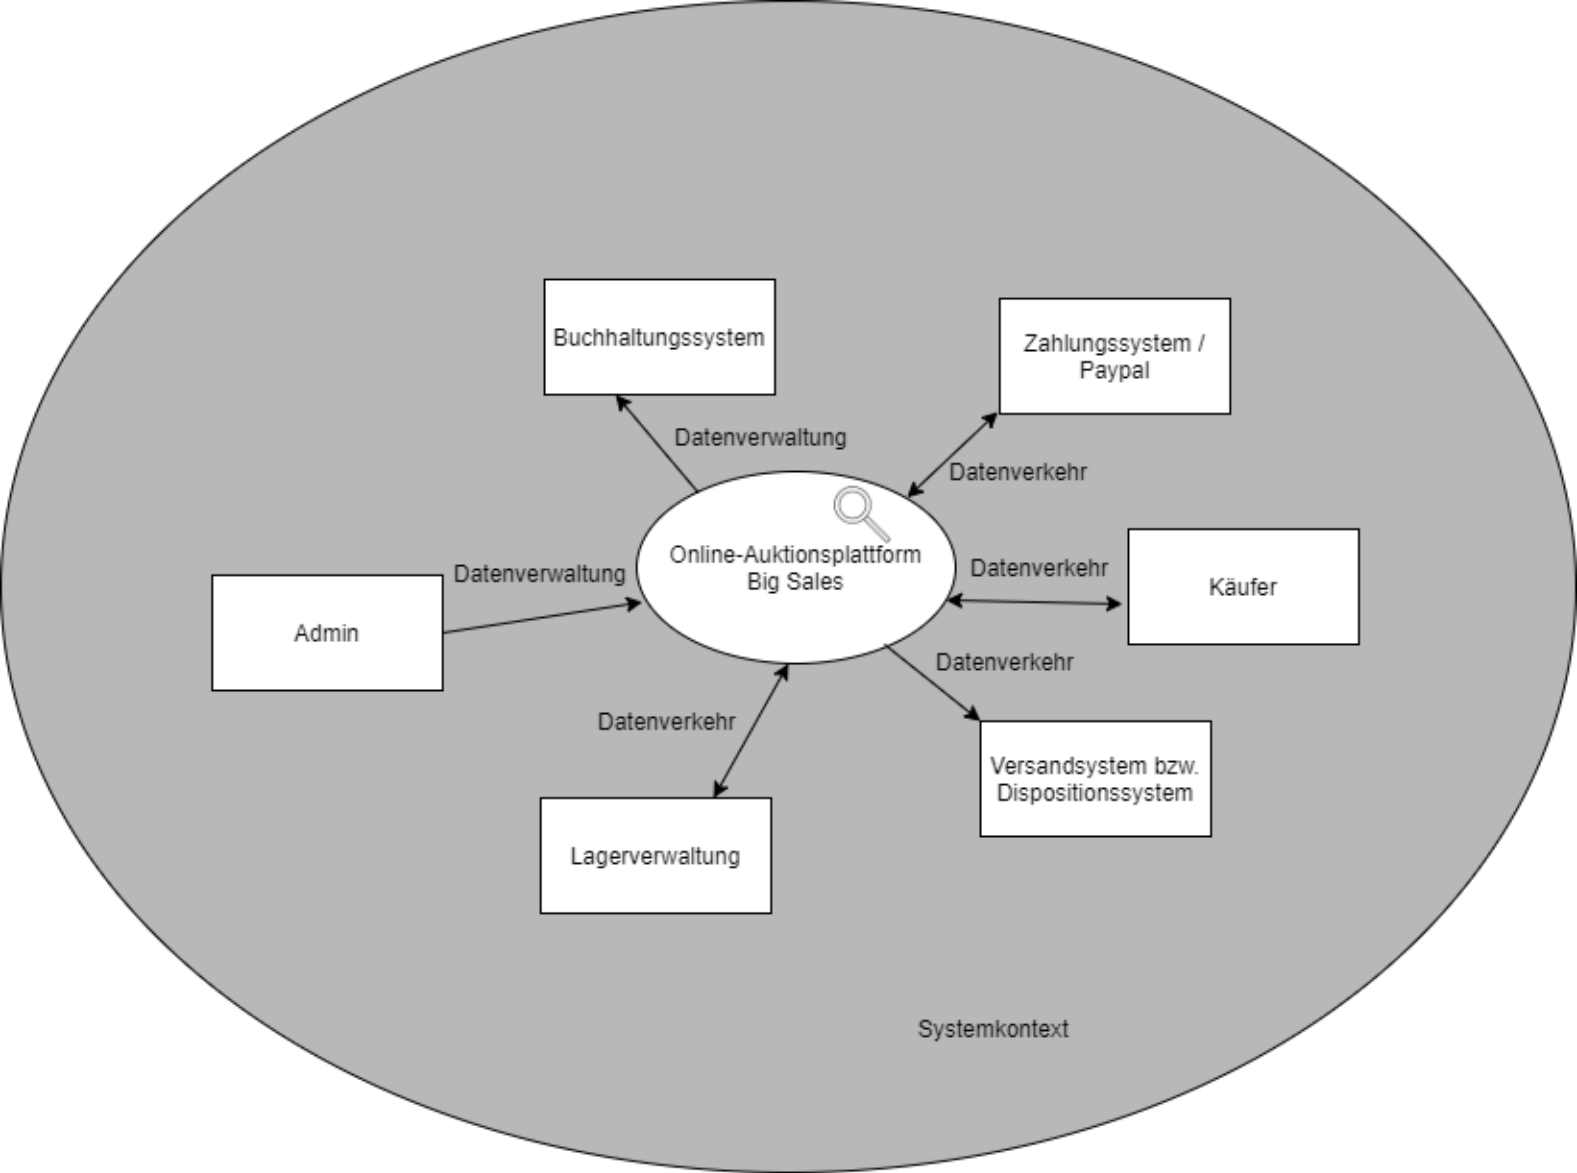 Buchhaltungssystem
Zahlungssystem /
Paypal
Datenverwaltung
Datenverkehr
Online-Auktionsplattform
Big Sales
Datenverkehr
Käufer
Datenverwaltung
Admin
Datenverkehr
Datenverkehr
Versandsystem bzw.
Dispositionssystem
Lagerverwaltung
Systemkontext